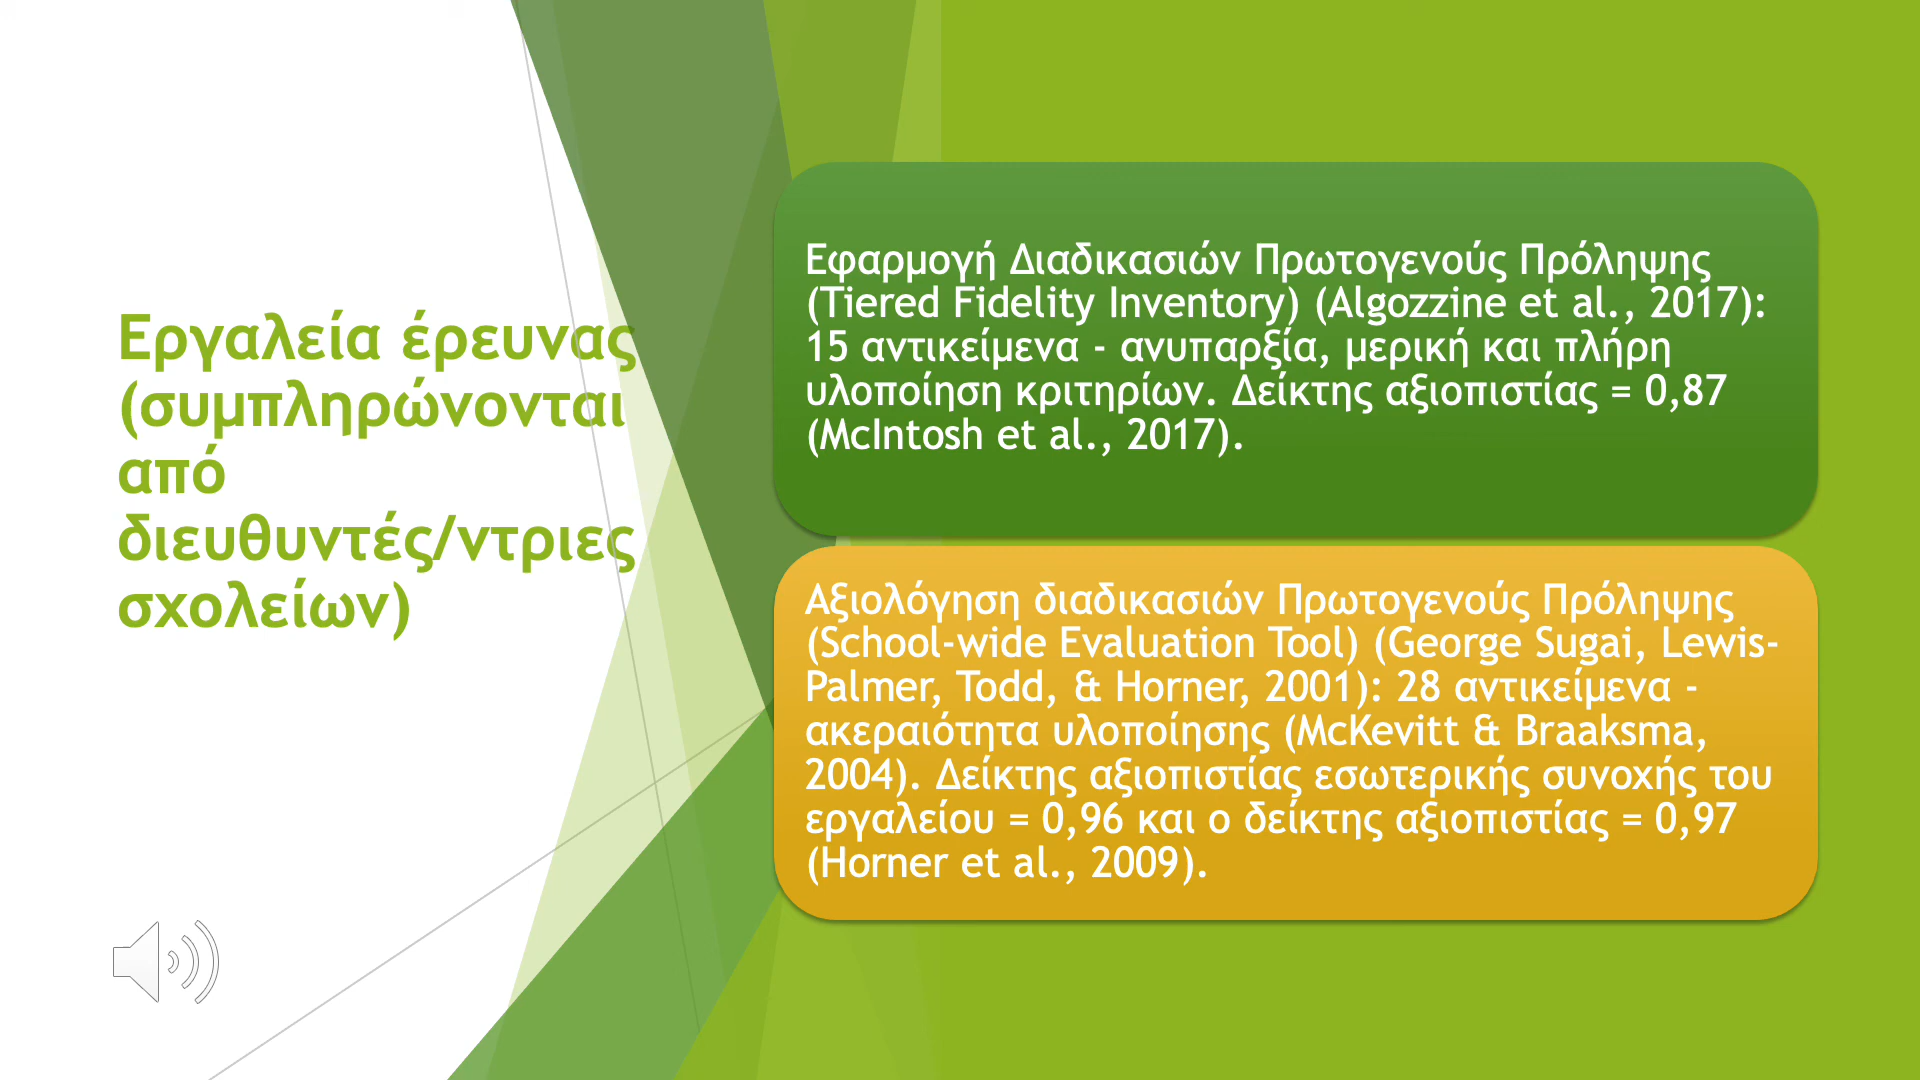 Εργαλεία έρευνας
(συμπληρώνονται
από
διευθυντές/ντριες
σχολείων)
Εφαρμογή Διαδικασιών Πρωτογενούς Πρόληψης
(Tiered Fidelity Inventory) (Algozzine et al., 2017):
15 αντικείμενα - ανυπαρξία, μερική και πλήρη
υλοποίηση κριτηρίων. Δείκτης αξιοπιστίας = 0,87
(McIntosh et al., 2017).
Αξιολόγηση διαδικασιών Πρωτογενούς Πρόληψης
(School-wide Evaluation Tool) (George Sugai, Lewis-
Palmer, Todd, & Horner, 2001): 28 αντικείμενα -
ακεραιότητα υλοποίησης (McKevitt & Braaksma,
2004). Δείκτης αξιοπιστίας εσωτερικής συνοχής του
εργαλείου = 0,96 και ο δείκτης αξιοπιστίας = 0,97
(Horner et al., 2009).